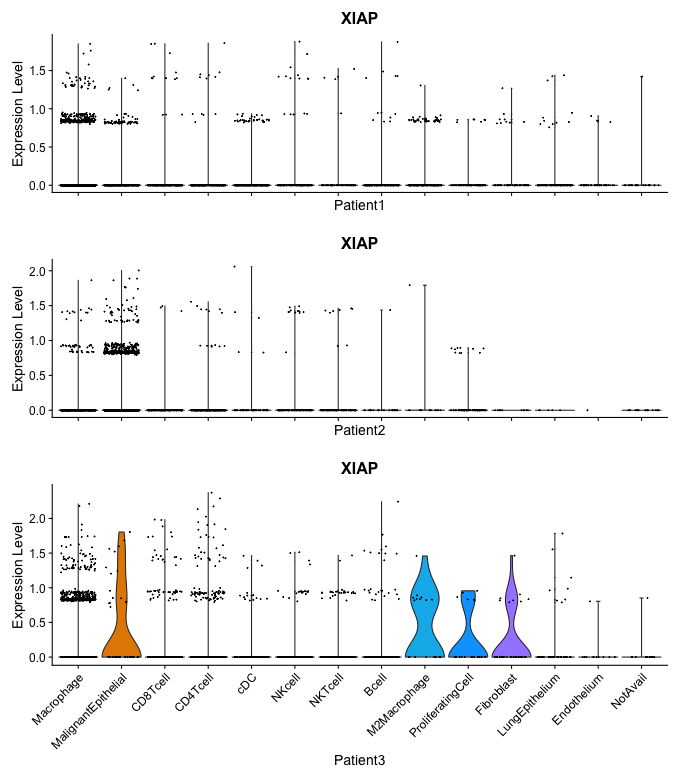 XIAP
Expression Level
1.5
1.0
0.5
0.0
Patient1
XIAP
Expression Level
2.0
1.5
1.0
0.5
0.0
Patient2
XIAP
Expression Level
2.0
1.5
1.0
0.5
0.0
Macrophage
MalignantEpithelial
CD8Tcell
CD4Tcell
cDC
NKcell
NKTcell
Bcell
M2Macrophage
ProliferatingCell
Fibroblast
LungEpithelium
Endothelium
NotAvail
Patient3